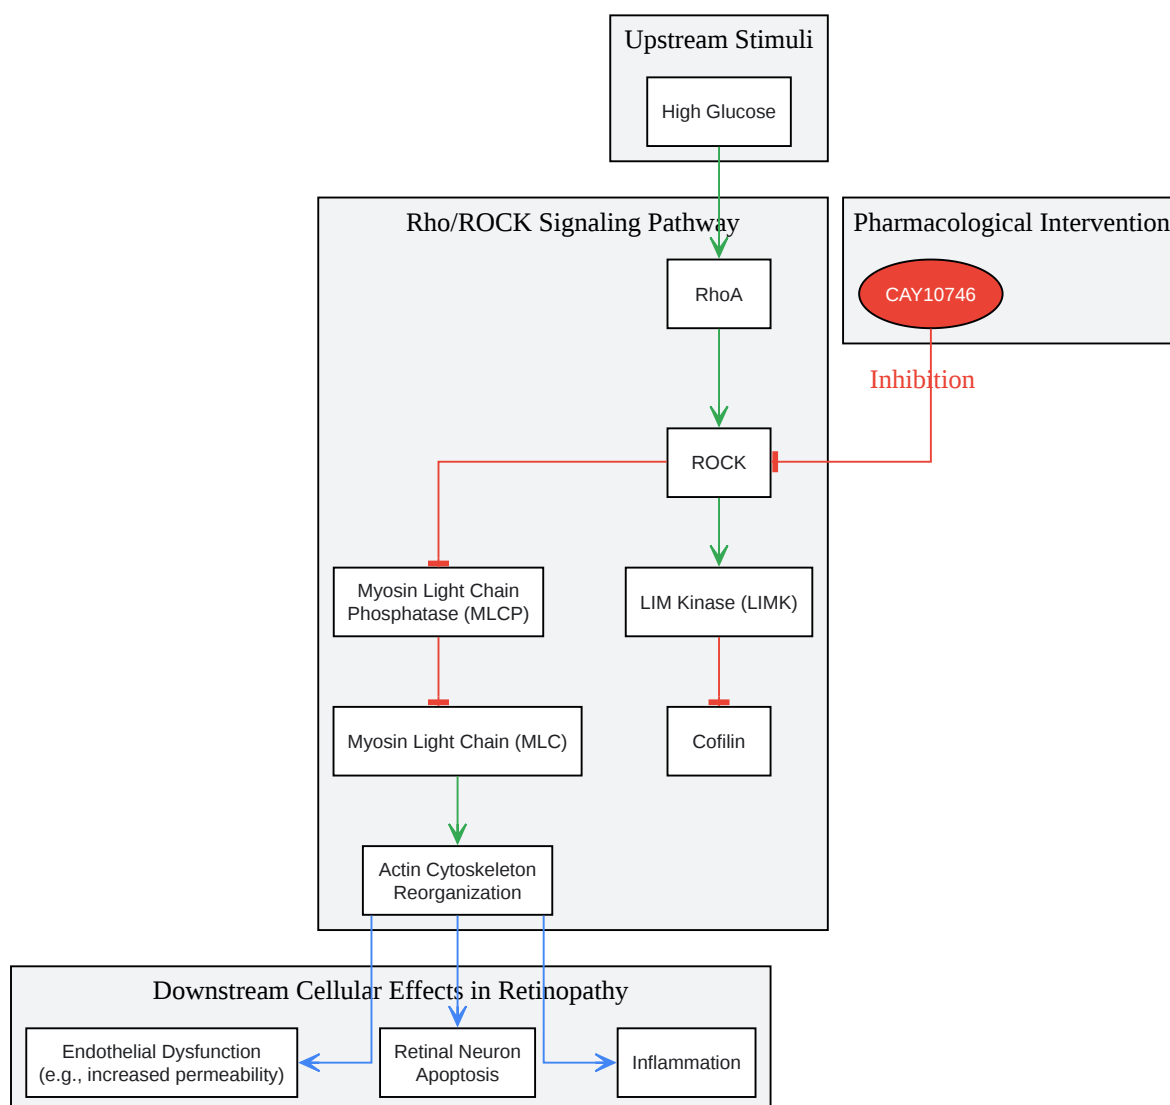 Upstream Stimuli
High Glucose
Rho/ROCK Signaling Pathway
Pharmacological Intervention
RhoA
CAY10746
Inhibition
ROCK
Myosin Light Chain
Phosphatase (MLCP)
LIM Kinase (LIMK)
Myosin Light Chain (MLC)
Cofilin
Actin Cytoskeleton
Reorganization
Downstream Cellular Effects in Retinopathy
Endothelial Dysfunction
(e.g., increased permeability)
Retinal Neuron
Apoptosis
Inflammation